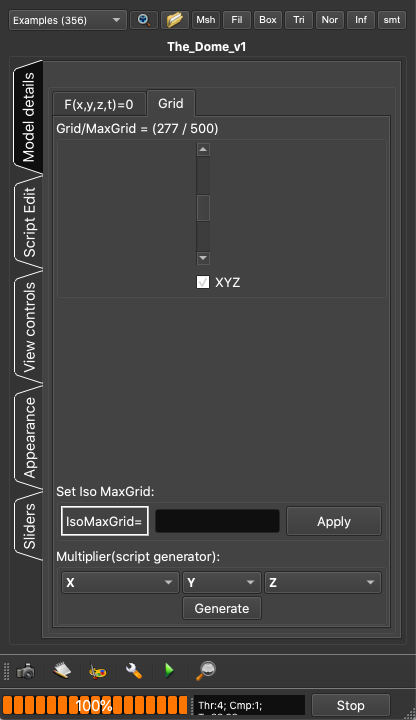 Examples (356) Msh Fil Box Tri Nor Inf smt
The_Dome_v1
Model details
Script Edit
View controls
Appearance
Sliders
F(x,y,z,t)=0 Grid
Grid/MaxGrid = (277 / 500)
XYZ
Set Iso MaxGrid:
IsoMaxGrid= Apply
Multiplier(script generator):
X Y Z
Generate
100% Thr:4; Cmp:1; Stop